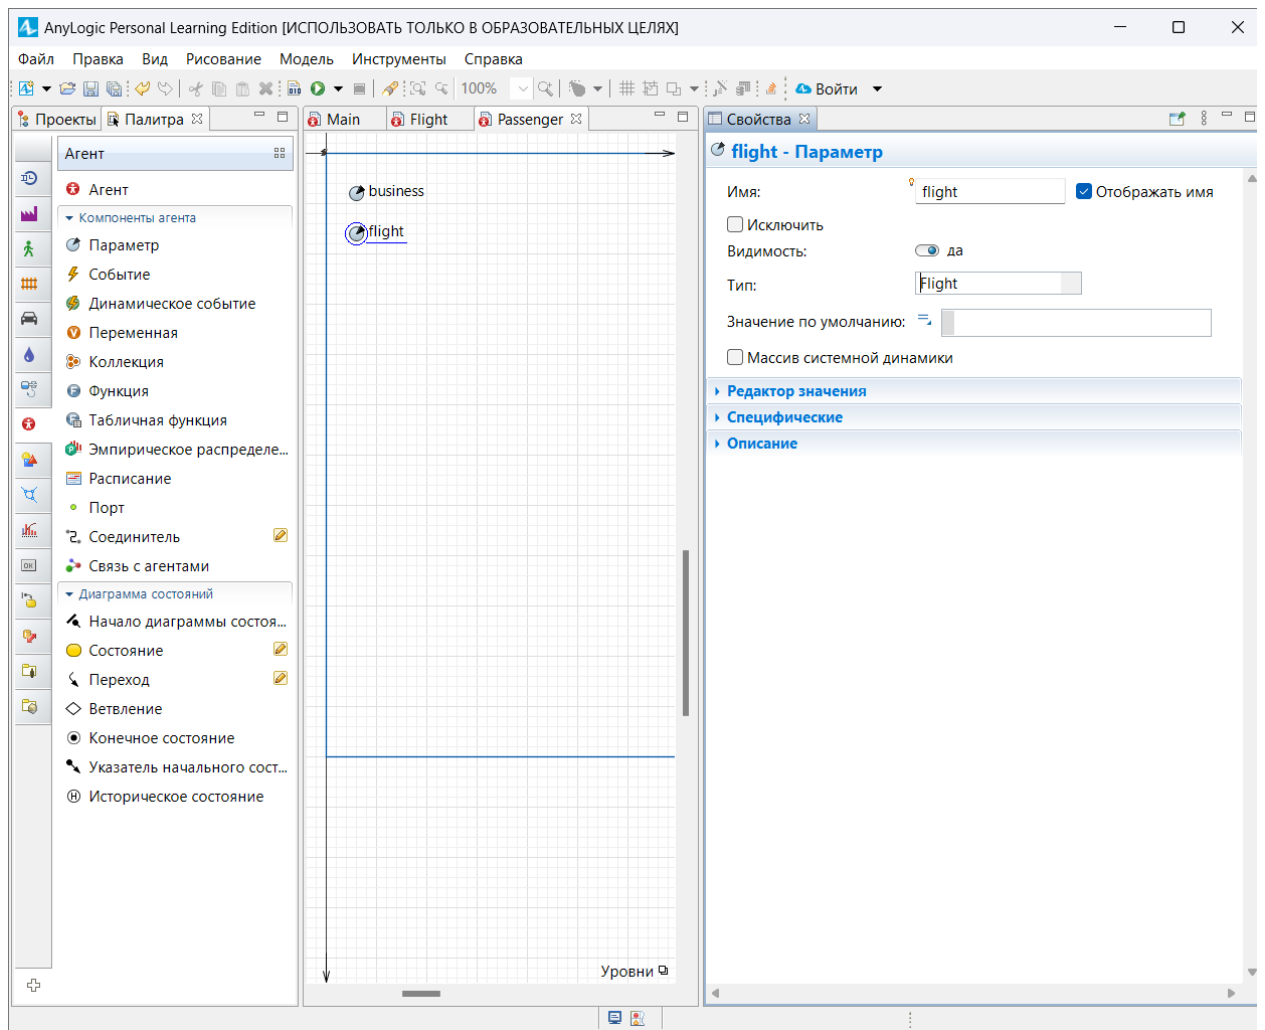 AnyLogic Personal Learning Edition [ИСПОЛЬЗОВАТЬ ТОЛЬКО В ОБРАЗОВАТЕЛЬНЫХ ЦЕЛЯХ]
Файл Правка Вид Рисование Модель Инструменты Справка
100% Войти
Проекты Палитра Main Flight Passenger Свойства
Агент
Агент
Компоненты агента
Параметр
Событие
Динамическое событие
Переменная
Коллекция
Функция
Табличная функция
Эмпирическое распределе...
Расписание
Порт
Соединитель
Связь с агентами
Диаграмма состояний
Начало диаграммы состоя...
Состояние
Переход
Ветвление
Конечное состояние
Указатель начального сост...
Историческое состояние
business
flight
Уровни
flight - Параметр
Имя: flight Отображать имя
Исключить
Видимость: да
Тип: Flight
Значение по умолчанию:
Массив системной динамики
Редактор значения
Специфические
Описание